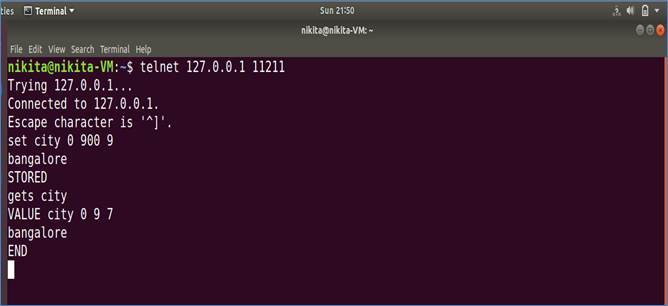 ties Terminal Sun 21:50
nikita@nikita-VM: ~
File Edit View Search Terminal Help
nikita@nikita-VM:~$ telnet 127.0.0.1 11211
Trying 127.0.0.1...
Connected to 127.0.0.1.
Escape character is '^]'.
set city 0 900 9
bangalore
STORED
gets city
VALUE city 0 9 7
bangalore
END